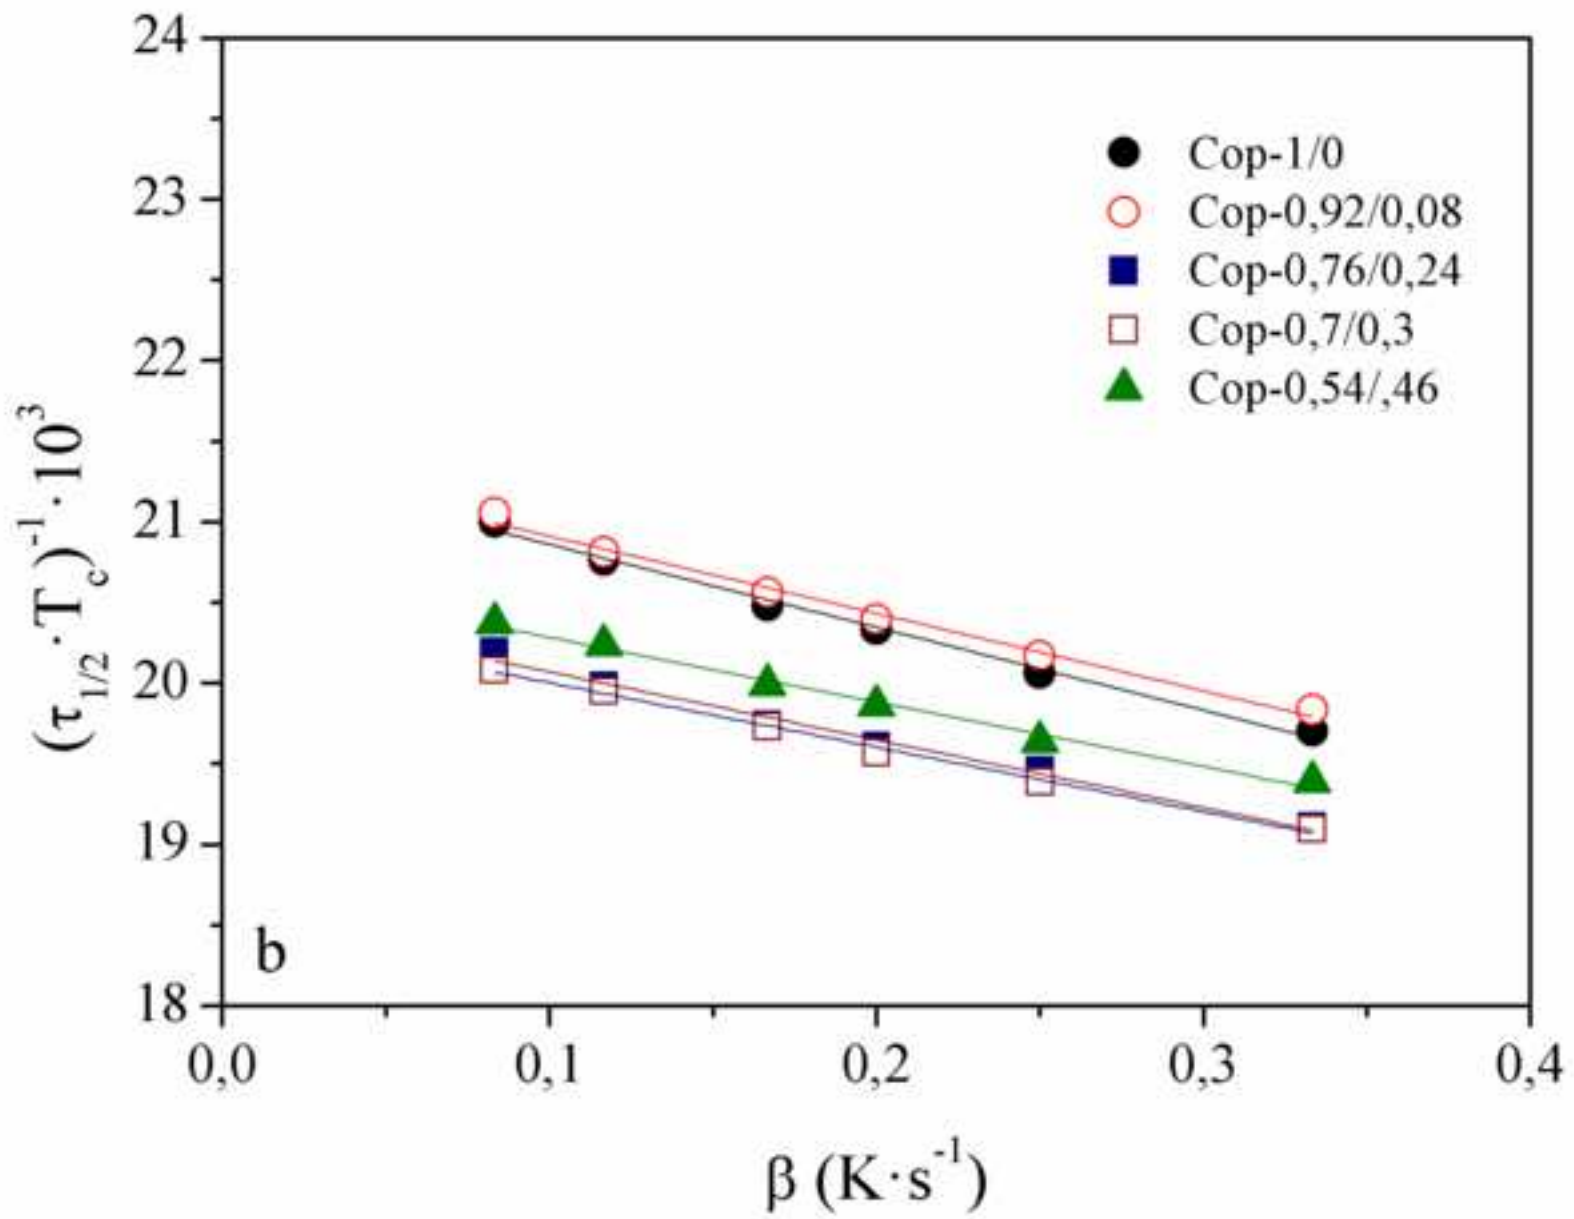 24
23
22
21
20
19
18
(τ1/2·Tc)-1·103
Cop-1/0
Cop-0,92/0,08
Cop-0,76/0,24
Cop-0,7/0,3
Cop-0,54/,46
b
0,0 0,1 0,2 0,3 0,4
β (K·s-1)